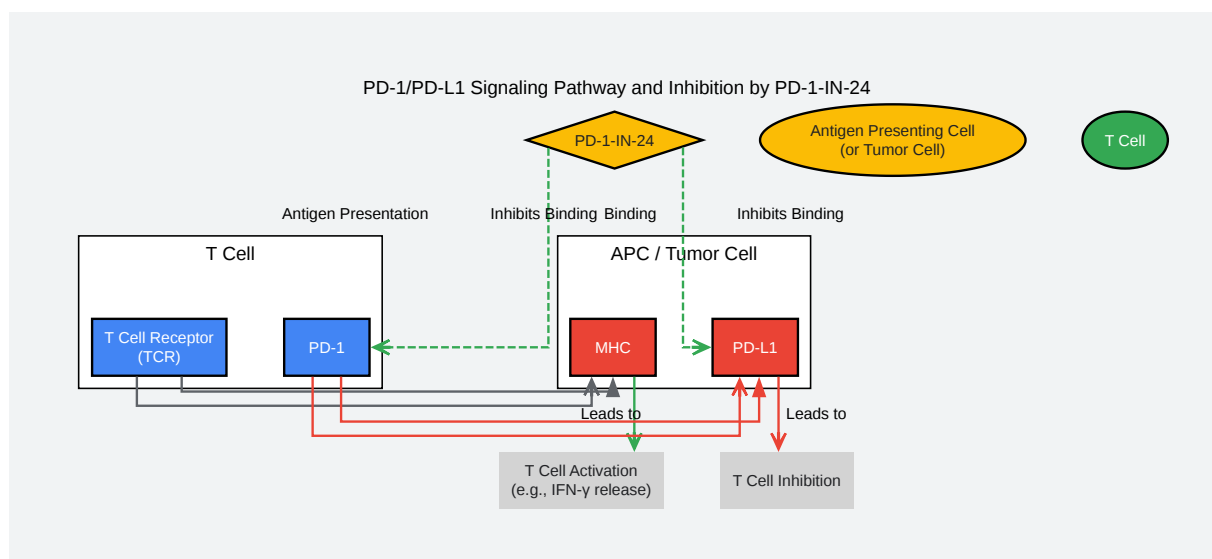 PD-1/PD-L1 Signaling Pathway and Inhibition by PD-1-IN-24
PD-1-IN-24
Antigen Presenting Cell
(or Tumor Cell)
T Cell
Antigen Presentation
Inhibits Binding
Binding
Inhibits Binding
T Cell
APC / Tumor Cell
T Cell Receptor
(TCR)
PD-1
MHC
PD-L1
Leads to
Leads to
T Cell Activation
(e.g., IFN-γ release)
T Cell Inhibition